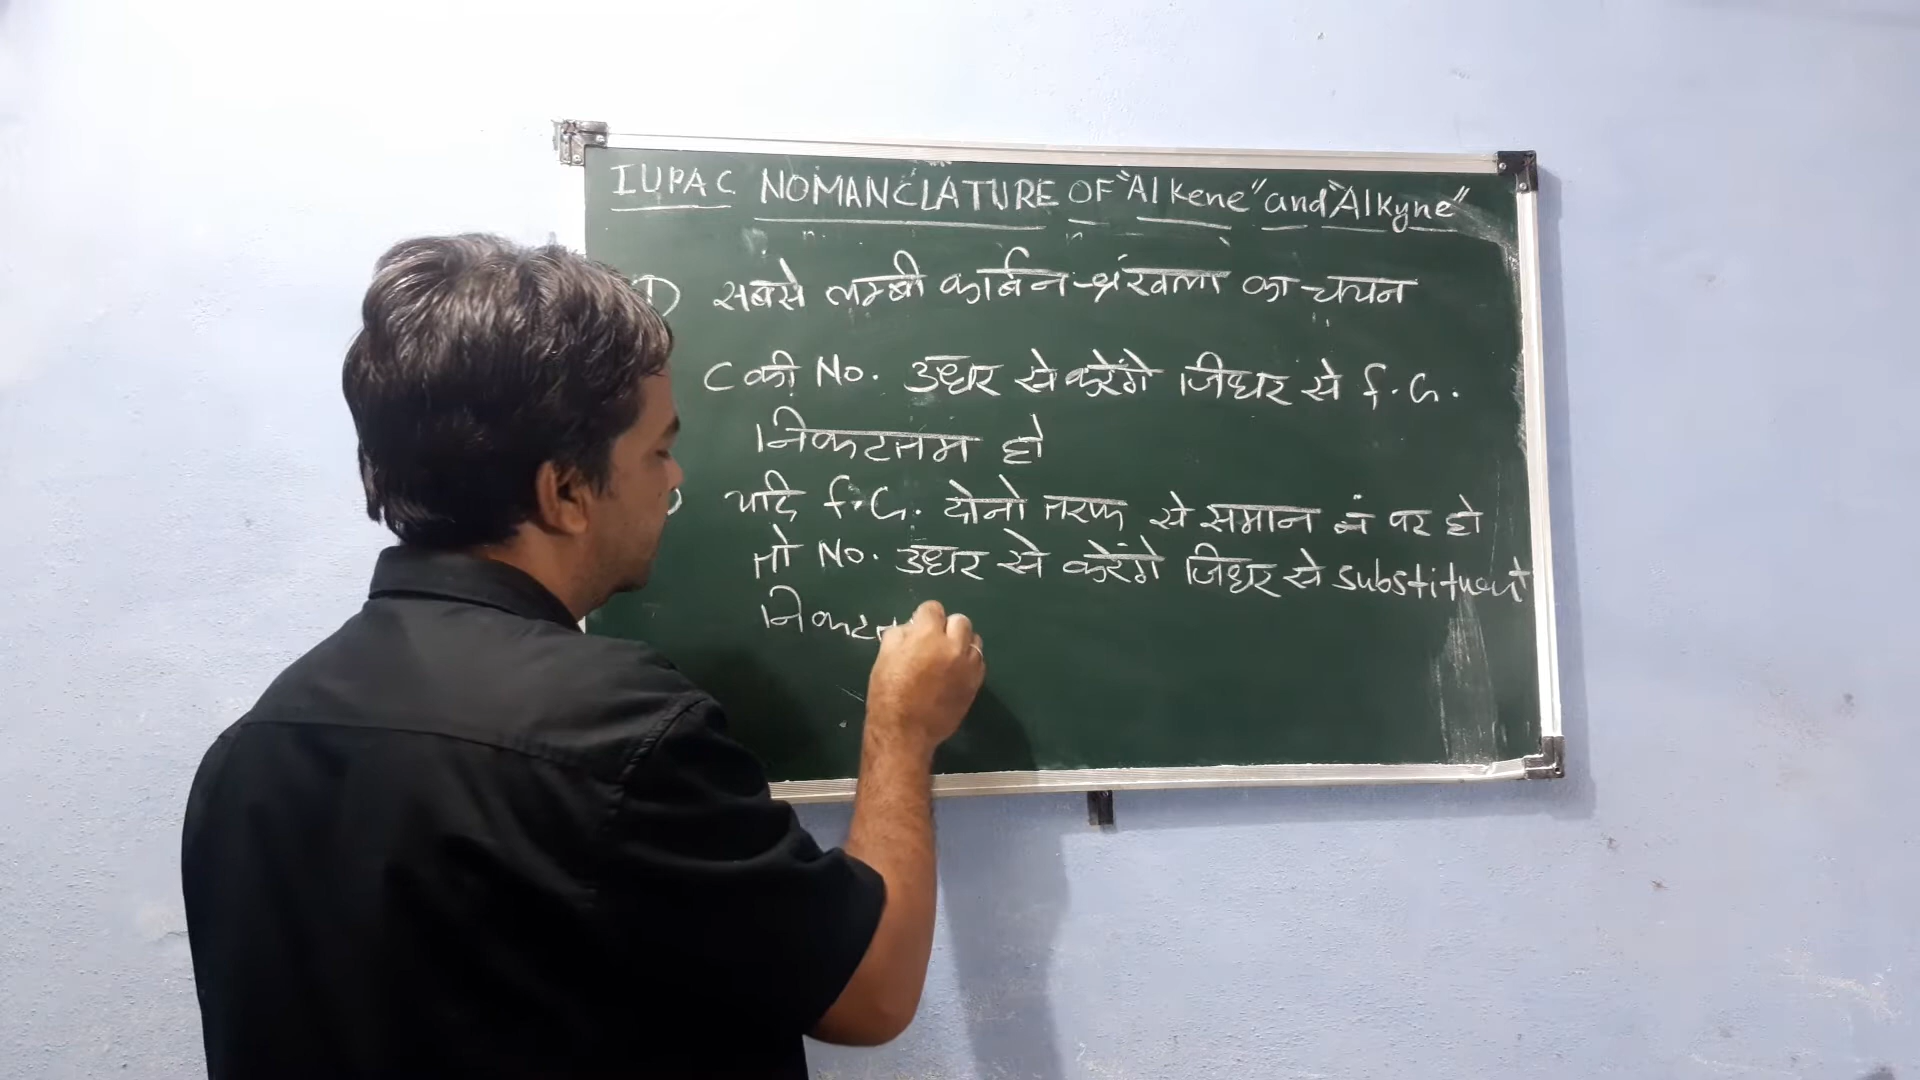 IUPAC NOMANCLATURE OF "Alkene" and "Alkyne"
① सबसे लम्बी कार्बन श्रंखला का चयन
C की No. उधर से करेंगे जिधर से f.G.
निकटतम हो
यदि f.G. दोनो तरफ से समान नं पर हो
तो No. उधर से करेंगे जिधर से substituent